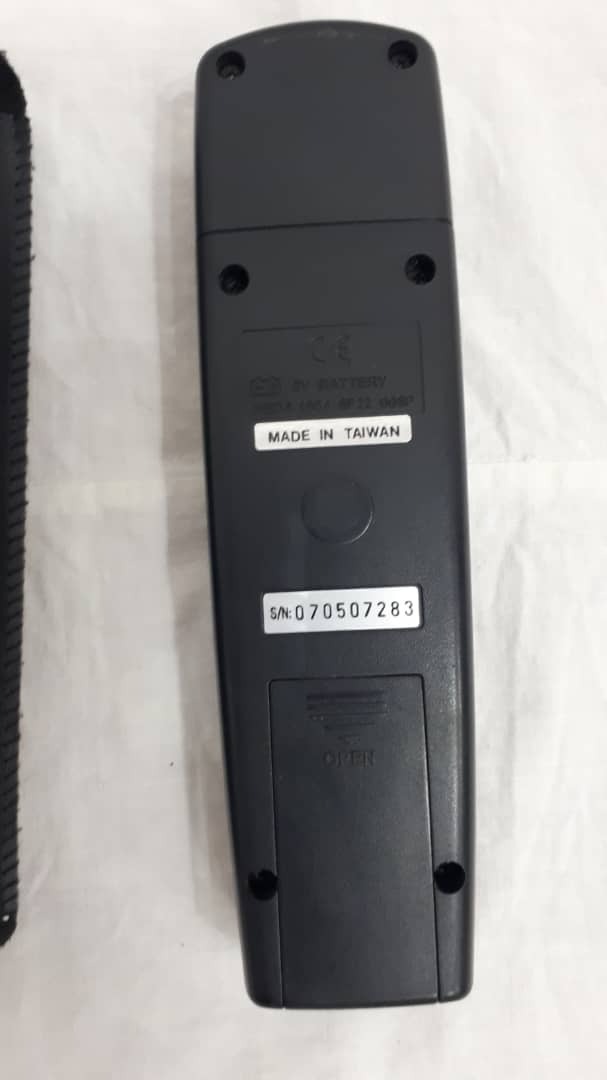 CE
9V BATTERY
MADE IN TAIWAN
S/N: 070507283
OPEN